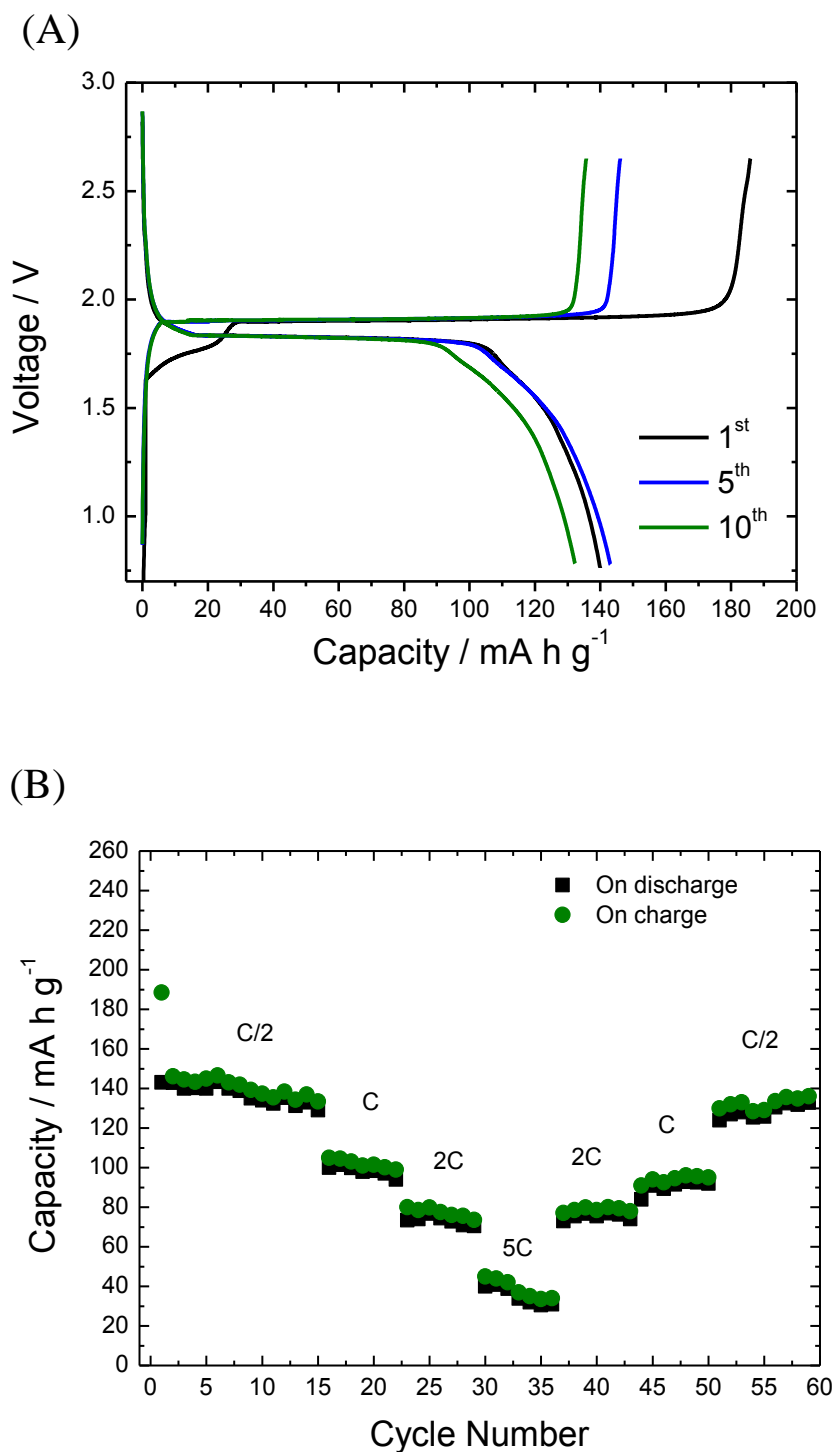 (A)
3.0
2.5
2.0
1.5
1.0
Voltage / V
0 20 40 60 80 100 120 140 160 180 200
Capacity / mA h g⁻¹
1ˢᵗ
5ᵗʰ
10ᵗʰ
(B)
260
240
220
200
180
160
140
120
100
80
60
40
20
0
Capacity / mA h g⁻¹
On discharge
On charge
C/2
C
2C
5C
2C
C
C/2
0 5 10 15 20 25 30 35 40 45 50 55 60
Cycle Number